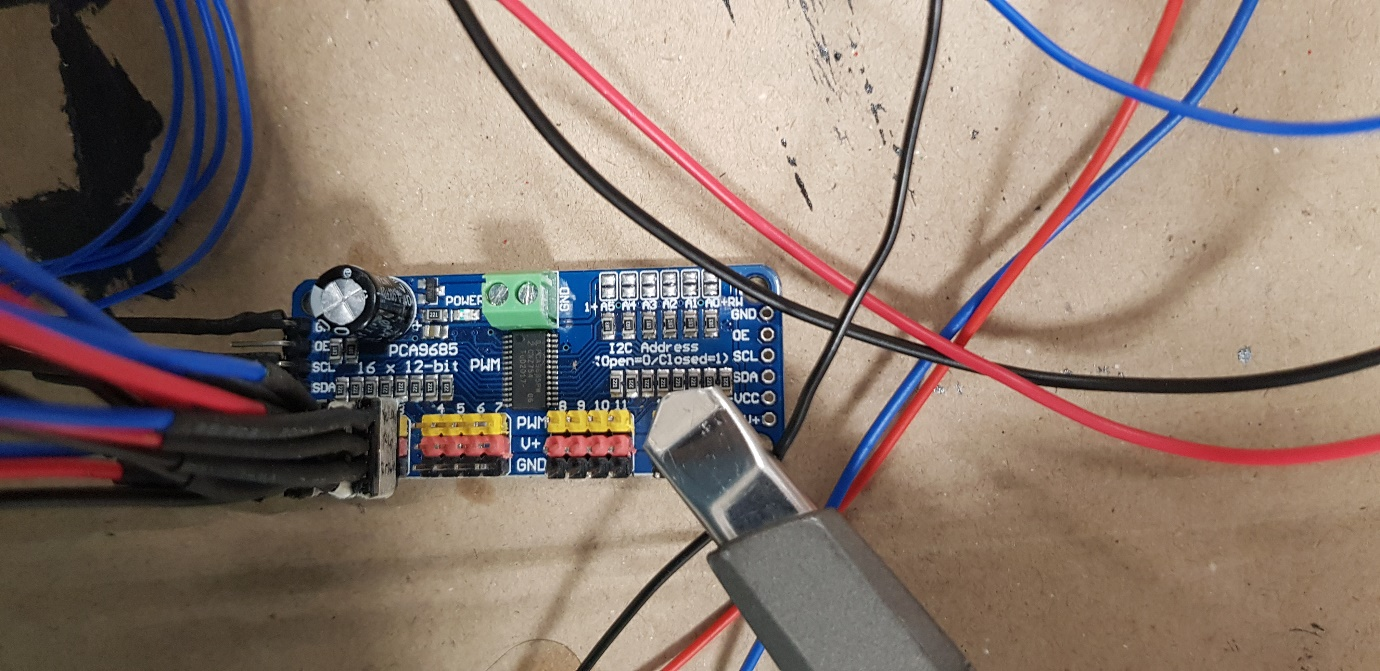 POWER
GND
1+ A5 A4 A3 A2 A1 A0+RW
GND
OE
OE
PCA9685
I2C Address
SCL
SCL
16 x 12-bit PWM
(Open=0/Closed=1)
SDA
SDA
VCC
V+
4 5 6 7
8 9 10 11
PWM
V+
GND